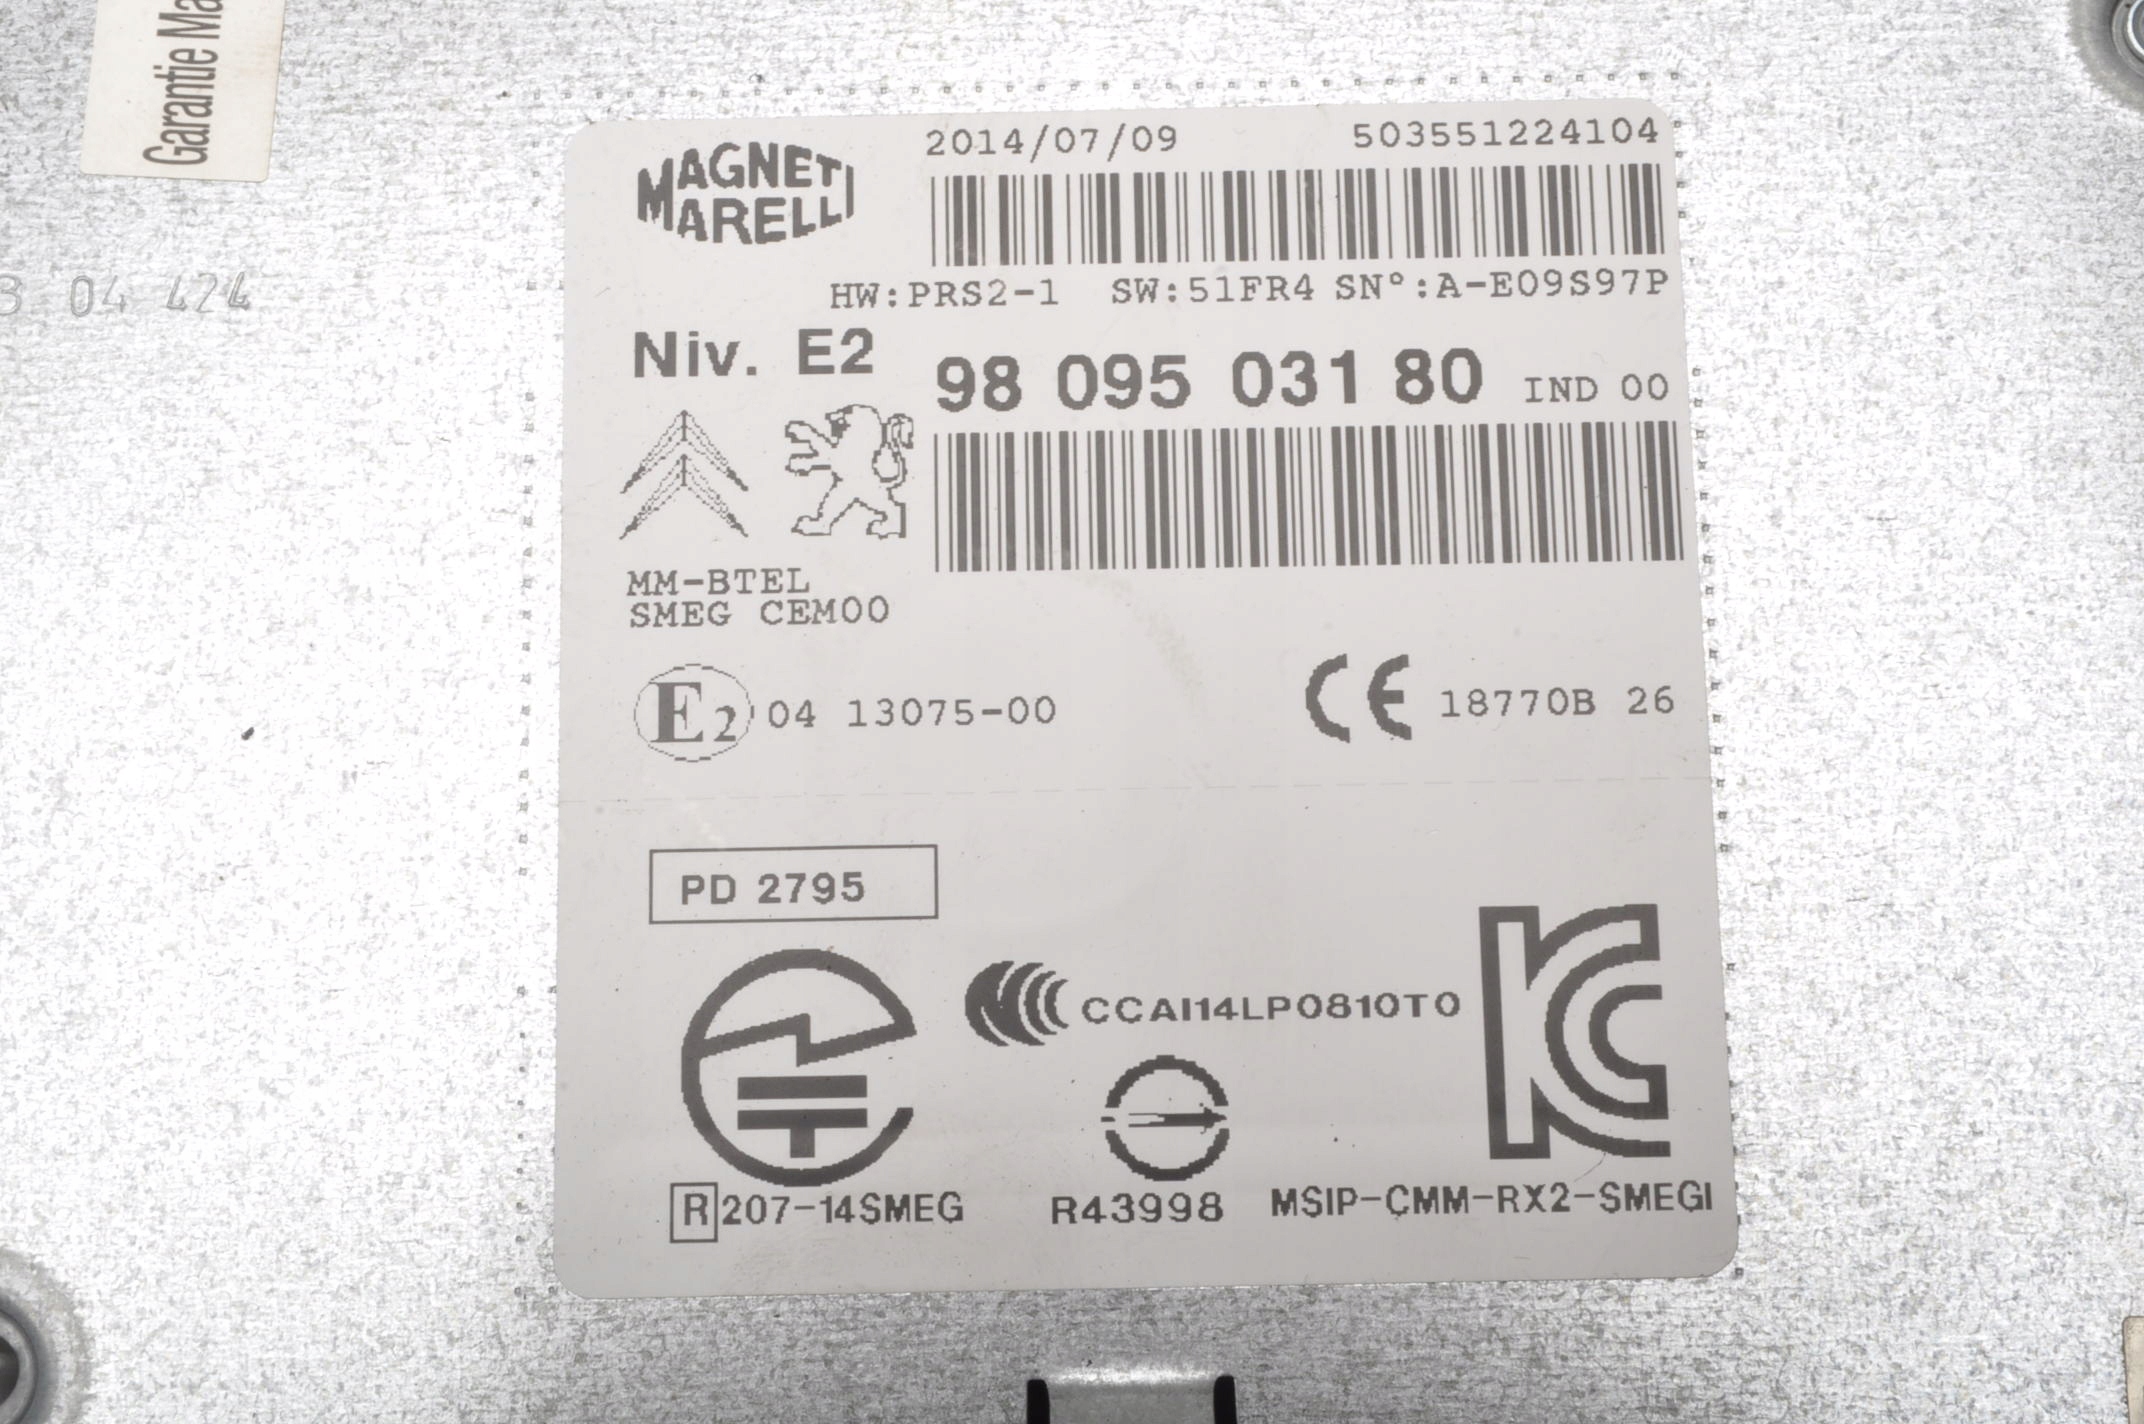 Garantie Ma
3 04 424
MAGNETI
MARELLI
2014/07/09 503551224104
HW:PRS2-1 SW:51FR4 SN°:A-E09S97P
Niv. E2 98 095 031 80 IND 00
MM-BTEL
SMEG CEM00
E2 04 13075-00 CE 18770B 26
PD 2795
CCAI14LP0810T0
KC
R 207-14SMEG R43998 MSIP-CMM-RX2-SMEGI